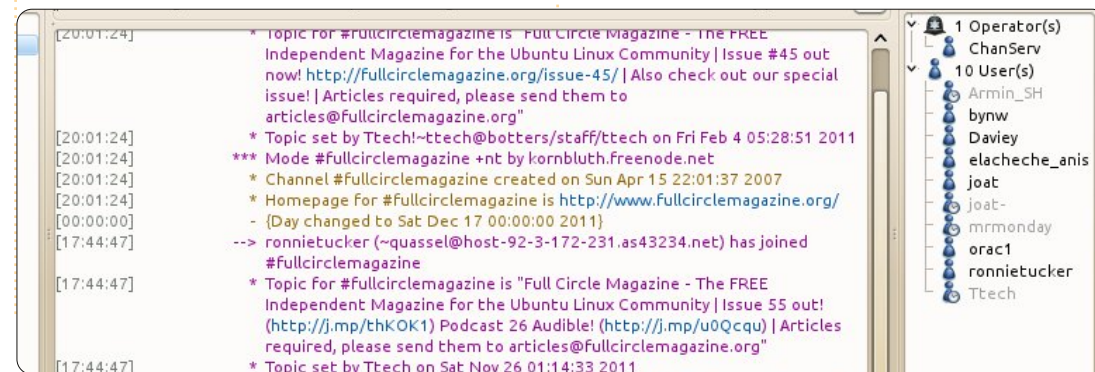 [20:01:24] * Topic for #fullcirclemagazine is "Full Circle Magazine - The FREE
Independent Magazine for the Ubuntu Linux Community | Issue #45 out
now! http://fullcirclemagazine.org/issue-45/ | Also check out our special
issue! | Articles required, please send them to
articles@fullcirclemagazine.org"
[20:01:24] * Topic set by Ttech!~ttech@botters/staff/ttech on Fri Feb 4 05:28:51 2011
[20:01:24] *** Mode #fullcirclemagazine +nt by kornbluth.freenode.net
[20:01:24] * Channel #fullcirclemagazine created on Sun Apr 15 22:01:37 2007
[20:01:24] * Homepage for #fullcirclemagazine is http://www.fullcirclemagazine.org/
[00:00:00] - {Day changed to Sat Dec 17 00:00:00 2011}
[17:44:47] --> ronnietucker (~quassel@host-92-3-172-231.as43234.net) has joined
#fullcirclemagazine
[17:44:47] * Topic for #fullcirclemagazine is "Full Circle Magazine - The FREE
Independent Magazine for the Ubuntu Linux Community | Issue 55 out!
(http://j.mp/thKOK1) Podcast 26 Audible! (http://j.mp/u0Qcqu) | Articles
required, please send them to articles@fullcirclemagazine.org"
[17:44:47] * Topic set by Ttech on Sat Nov 26 01:14:33 2011
1 Operator(s)
ChanServ
10 User(s)
Armin_SH
bynw
Daviey
elacheche_anis
joat
joat-
mrmonday
orac1
ronnietucker
Ttech